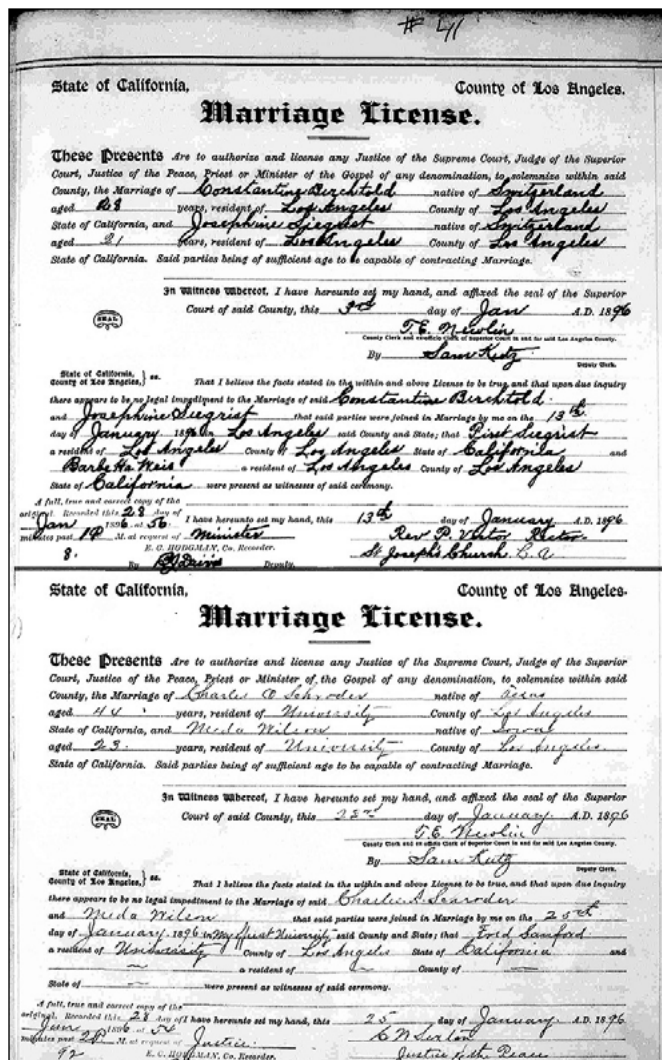 # 41
State of California, County of Los Angeles.
Marriage License.
These Presents Are to authorize and license any Justice of the Supreme Court, Judge of the Superior
Court, Justice of the Peace, Priest or Minister of the Gospel of any denomination, to solemnize within said
County, the Marriage of Constantine Birchtold native of Switzerland
aged 28 years, resident of Los Angeles County of Los Angeles
State of California, and Josephine Siegrist native of Switzerland
aged 21 years, resident of Los Angeles County of Los Angeles
State of California. Said parties being of sufficient age to be capable of contracting Marriage.
In Witness Whereof, I have hereunto set my hand, and affixed the seal of the Superior
SEAL Court of said County, this 3rd day of Jan A.D. 1896
T.E. Newlin
County Clerk and ex-officio Clerk of Superior Court in and for said Los Angeles County.
By Sam Kutz
Deputy Clerk.
State of California, County of Los Angeles, } ss. That I believe the facts stated in the within and above License to be true, and that upon due inquiry
there appears to be no legal impediment to the Marriage of said Constantine Birchtold
and Josephine Siegrist that said parties were joined in Marriage by me on the 13th
day of January 1896 in Los Angeles said County and State; that Siegrist
a resident of Los Angeles County of Los Angeles State of California and
Weis a resident of Los Angeles County of Los Angeles
State of California were present as witnesses of said ceremony.
A full, true and correct copy of the
original. Recorded this 28 day of I have hereunto set my hand, this 13th day of January A.D. 1896
Jan 1896 at 56
minutes past M. at request of Minister Rev. P. Victor Rector
8. E. C. HODGMAN, Co. Recorder. St Joseph's Church
By Deputy.
State of California, County of Los Angeles.
Marriage License.
These Presents Are to authorize and license any Justice of the Supreme Court, Judge of the Superior
Court, Justice of the Peace, Priest or Minister of the Gospel of any denomination, to solemnize within said
County, the Marriage of Charles O Schroder native of Texas
aged 44 years, resident of University County of Los Angeles
State of California, and Meda Wilson native of Iowa
aged 23 years, resident of University County of Los Angeles
State of California. Said parties being of sufficient age to be capable of contracting Marriage.
In Witness Whereof, I have hereunto set my hand, and affixed the seal of the Superior
SEAL Court of said County, this day of January A.D. 1896
T.E. Newlin
County Clerk and ex officio Clerk of Superior Court in and for said Los Angeles County.
By Sam Kutz
Deputy Clerk.
State of California, County of Los Angeles, } ss. That I believe the facts stated in the within and above License to be true, and that upon due inquiry
there appears to be no legal impediment to the Marriage of said Schroder
and Meda Wilson that said parties were joined in Marriage by me on the 25th
day of January 1896 in My University said County and State; that Fred Sanford
a resident of University County of Los Angeles State of California and
a resident of County of
State of were present as witnesses of said ceremony.
A full, true and correct copy of the
original. Recorded this 28 day of I have hereunto set my hand, this 25 day of January A.D. 1896
1896 at 54
minutes past M. at request of Justice.
92 E. C. HODGMAN, Co. Recorder. Justice of the Peace